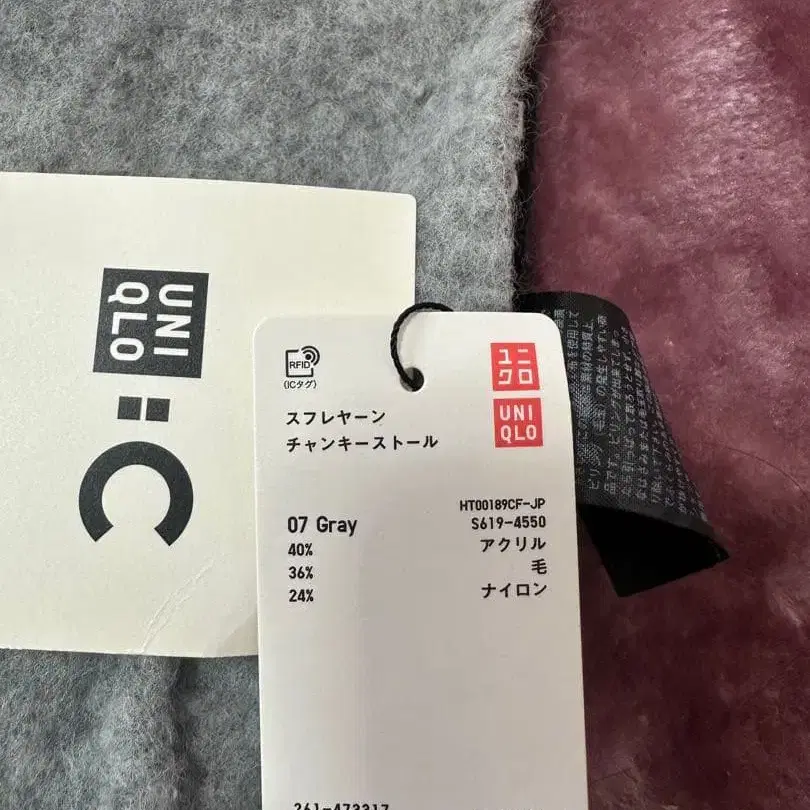 UNI
QLO
:C
RFID
(ICタグ)
ユニ
クロ
UNI
QLO
スフレヤーン
チャンキーストール
HT00189CF-JP
07 Gray
S619-4550
40%
アクリル
36%
毛
24%
ナイロン
261-473317